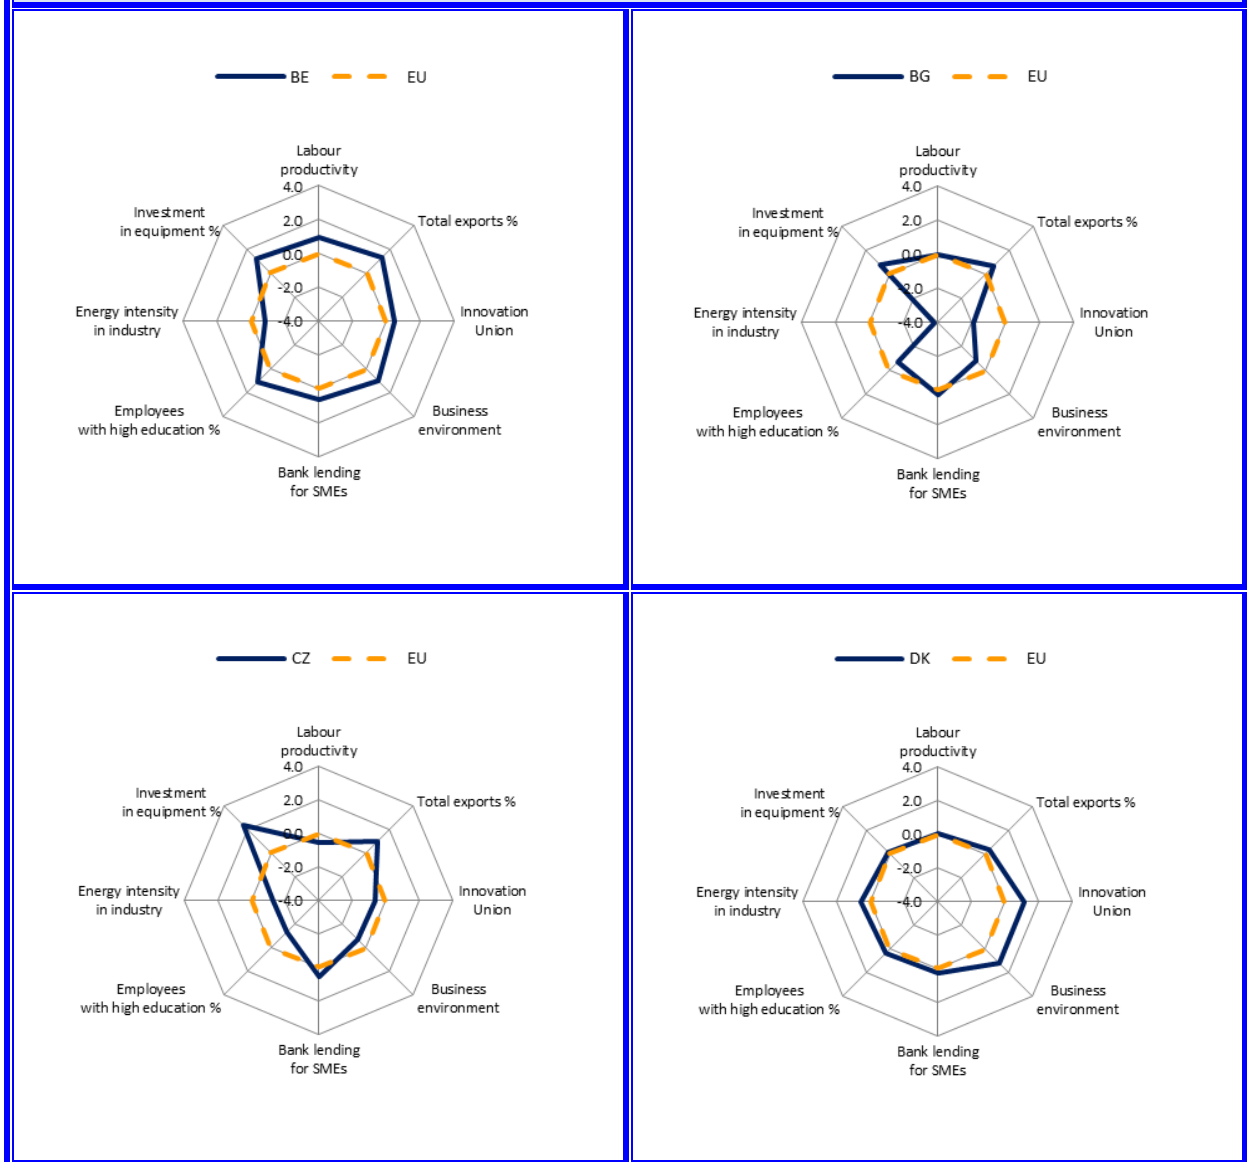 BE EU
Labour
productivity
4.0
Investment
in equipment %
Total exports %
2.0
0.0
-2.0
Energy intensity
in industry
-4.0
Innovation
Union
Employees
with high education %
Business
environment
Bank lending
for SMEs
BG EU
Labour
productivity
4.0
Investment
in equipment %
Total exports %
2.0
0.0
-2.0
Energy intensity
in industry
-4.0
Innovation
Union
Employees
with high education %
Business
environment
Bank lending
for SMEs
CZ EU
Labour
productivity
4.0
Investment
in equipment %
Total exports %
2.0
0.0
-2.0
Energy intensity
in industry
-4.0
Innovation
Union
Employees
with high education %
Business
environment
Bank lending
for SMEs
DK EU
Labour
productivity
4.0
Investment
in equipment %
Total exports %
2.0
0.0
-2.0
Energy intensity
in industry
-4.0
Innovation
Union
Employees
with high education %
Business
environment
Bank lending
for SMEs